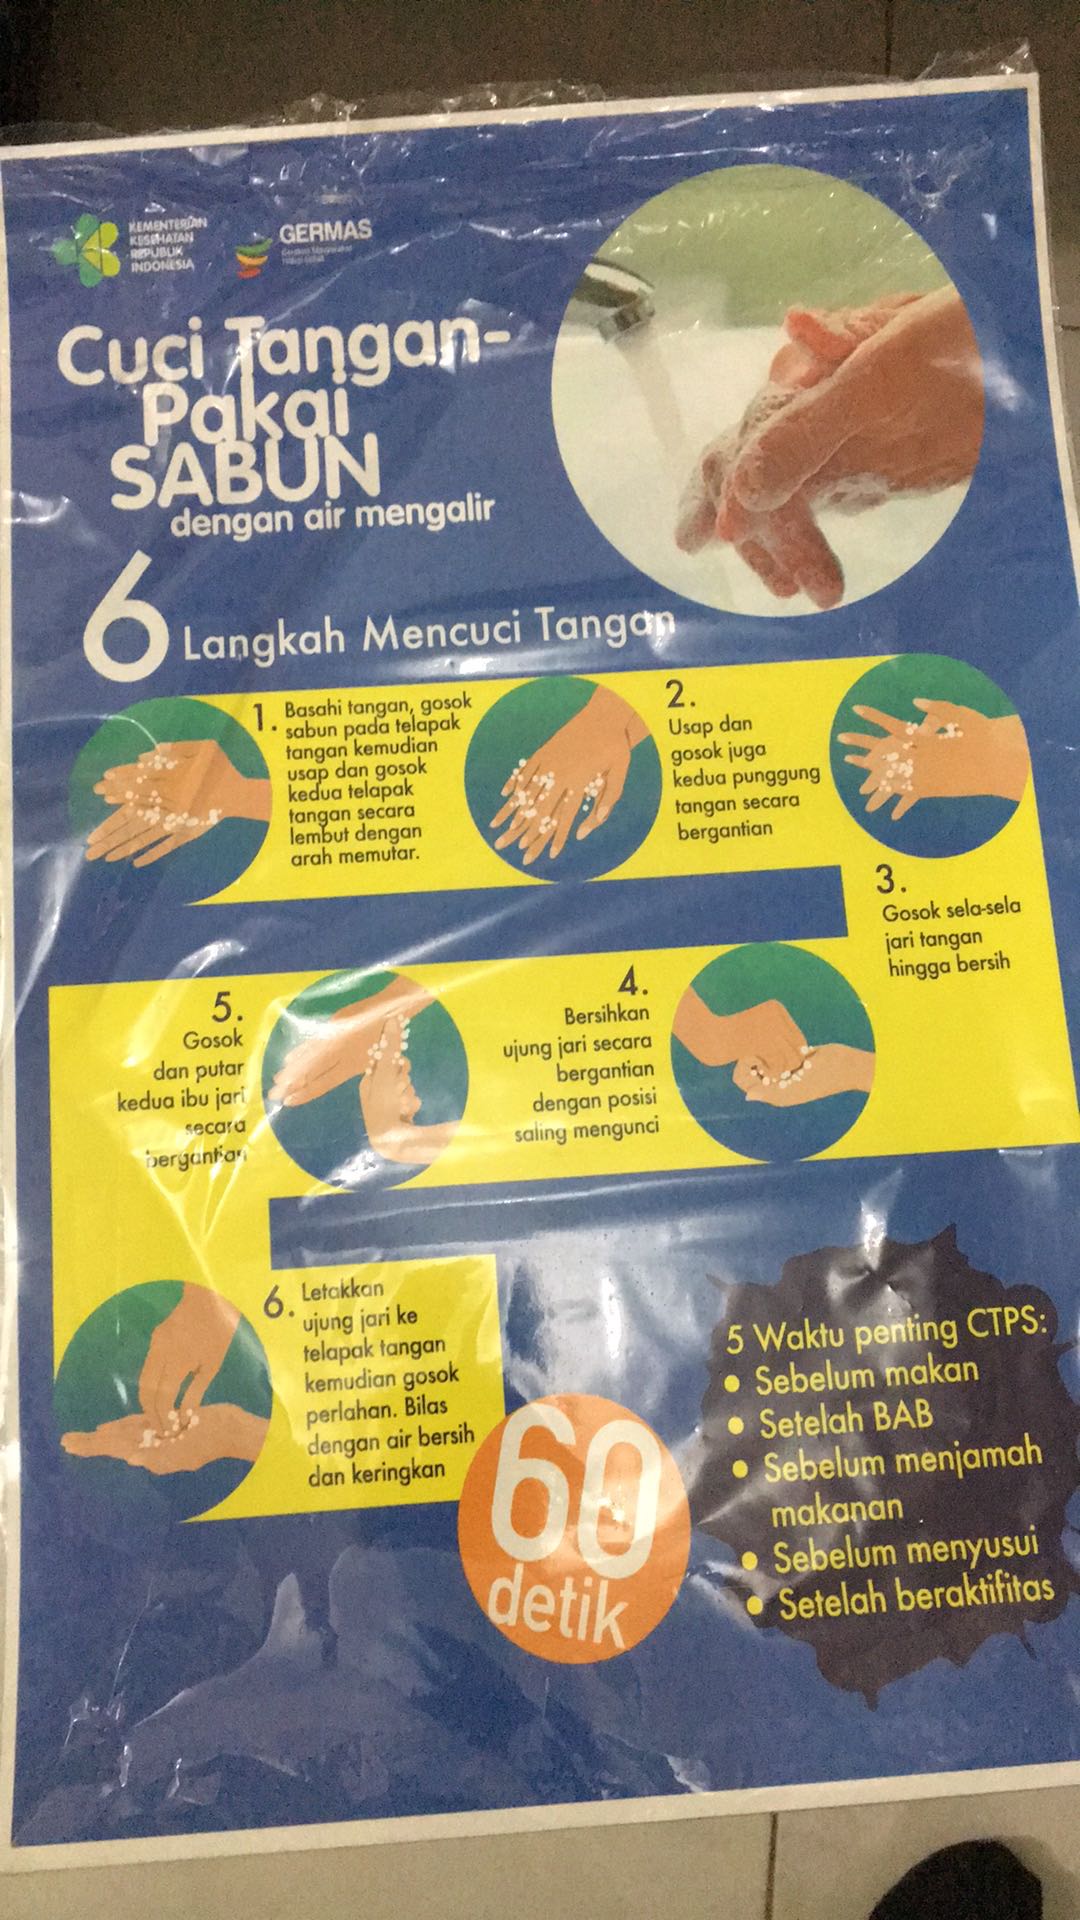 KEMENTERIAN
KESEHATAN
REPUBLIK
INDONESIA
GERMAS
Gerakan Masyarakat
Hidup Sehat
Cuci Tangan-
Pakai
SABUN
dengan air mengalir
6 Langkah Mencuci Tangan
1. Basahi tangan, gosok
sabun pada telapak
tangan kemudian
usap dan gosok
kedua telapak
tangan secara
lembut dengan
arah memutar.
2.
Usap dan
gosok juga
kedua punggung
tangan secara
bergantian
3.
Gosok sela-sela
jari tangan
hingga bersih
4.
Bersihkan
ujung jari secara
bergantian
dengan posisi
saling mengunci
5.
Gosok
dan putar
kedua ibu jari
secara
bergantian
6. Letakkan
ujung jari ke
telapak tangan
kemudian gosok
perlahan. Bilas
dengan air bersih
dan keringkan
60
detik
5 Waktu penting CTPS:
• Sebelum makan
• Setelah BAB
• Sebelum menjamah
makanan
• Sebelum menyusui
• Setelah beraktifitas